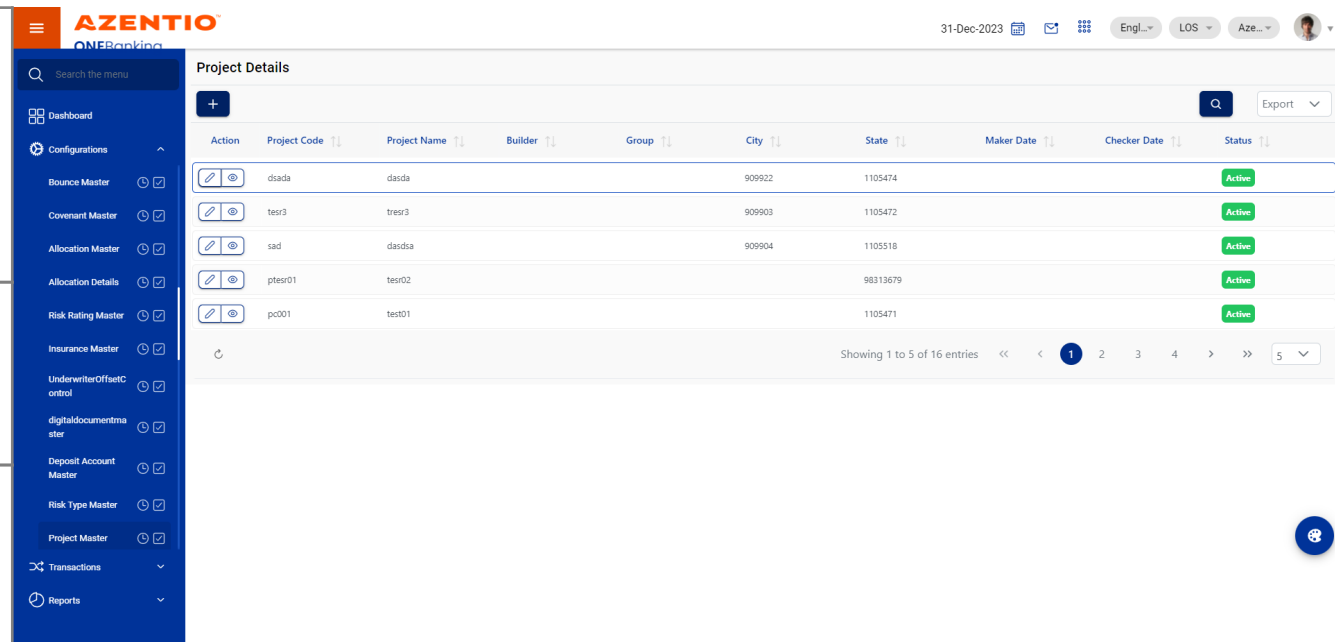 AZENTIO
ONEBanking
31-Dec-2023
Engl...
LOS
Aze...
Search the menu
Dashboard
Configurations
Bounce Master
Covenant Master
Allocation Master
Allocation Details
Risk Rating Master
Insurance Master
UnderwriterOffsetC
ontrol
digitaldocumentma
ster
Deposit Account
Master
Risk Type Master
Project Master
Transactions
Reports
Project Details
+
Export
Action Project Code Project Name Builder Group City State Maker Date Checker Date Status
dsada dasda 909922 1105474 Active
tesr3 tresr3 909903 1105472 Active
sad dasdsa 909904 1105518 Active
ptesr01 tesr02 98313679 Active
pc001 test01 1105471 Active
Showing 1 to 5 of 16 entries << < 1 2 3 4 > >> 5